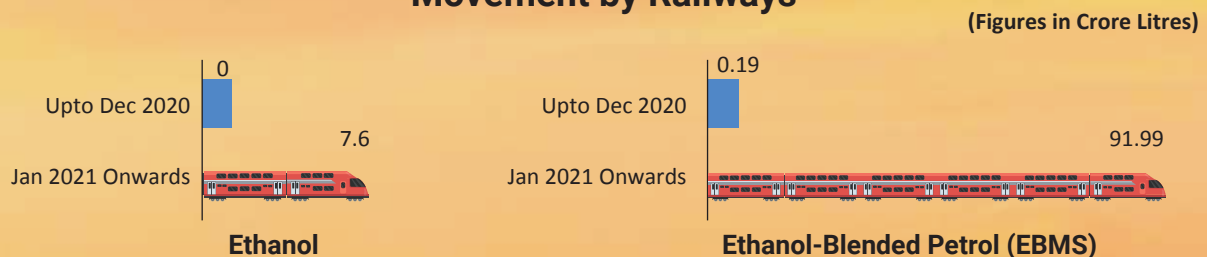 Movement by Railways
(Figures in Crore Litres)
0
Upto Dec 2020
7.6
Jan 2021 Onwards
Ethanol
0.19
Upto Dec 2020
91.99
Jan 2021 Onwards
Ethanol-Blended Petrol (EBMS)